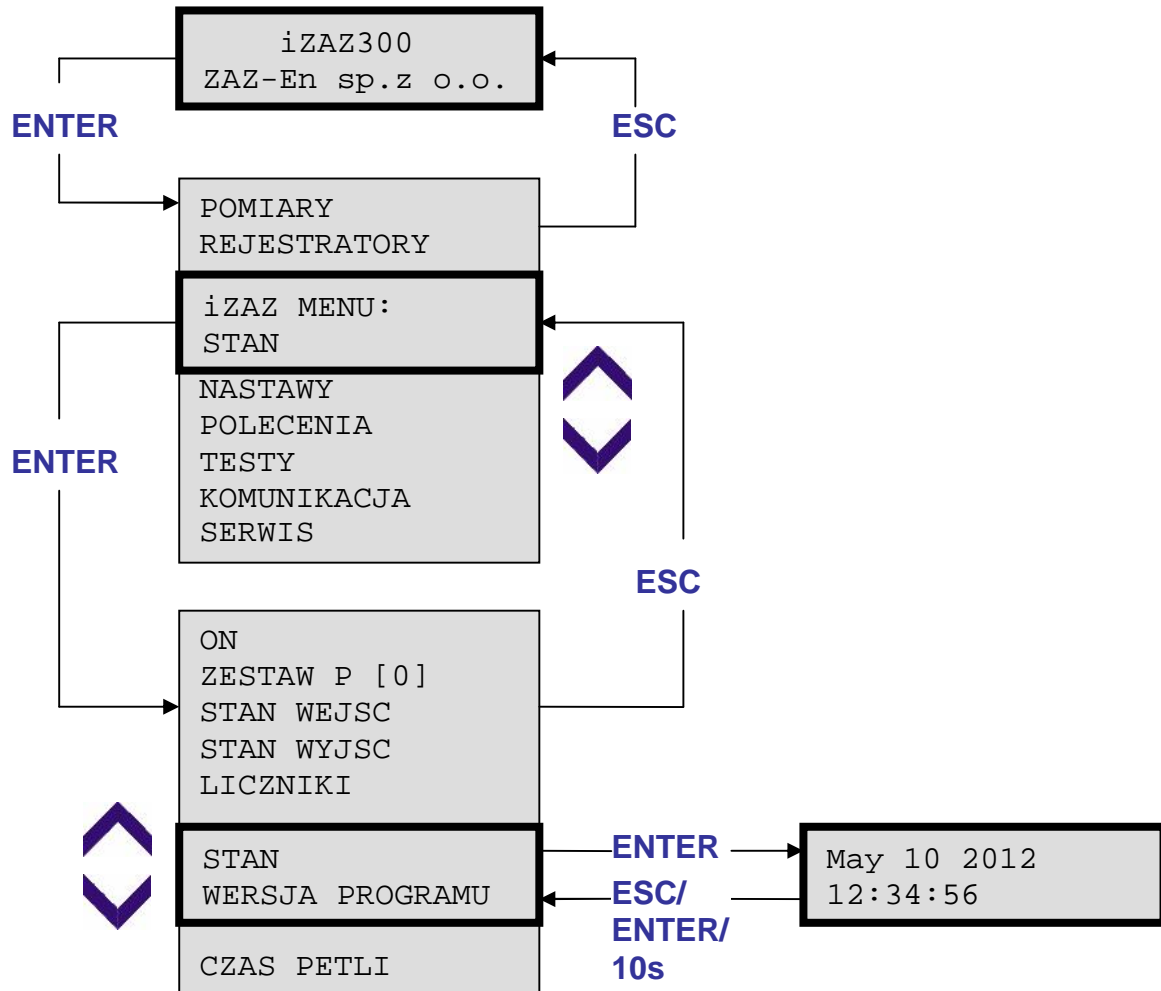 iZAZ300
ZAZ-En sp.z o.o.
ENTER
ESC
POMIARY
REJESTRATORY
iZAZ MENU:
STAN
NASTAWY
POLECENIA
TESTY
KOMUNIKACJA
SERWIS
ENTER
ESC
ON
ZESTAW P [0]
STAN WEJSC
STAN WYJSC
LICZNIKI
STAN
WERSJA PROGRAMU
ENTER
ESC/
ENTER/
10s
May 10 2012
12:34:56
CZAS PETLI